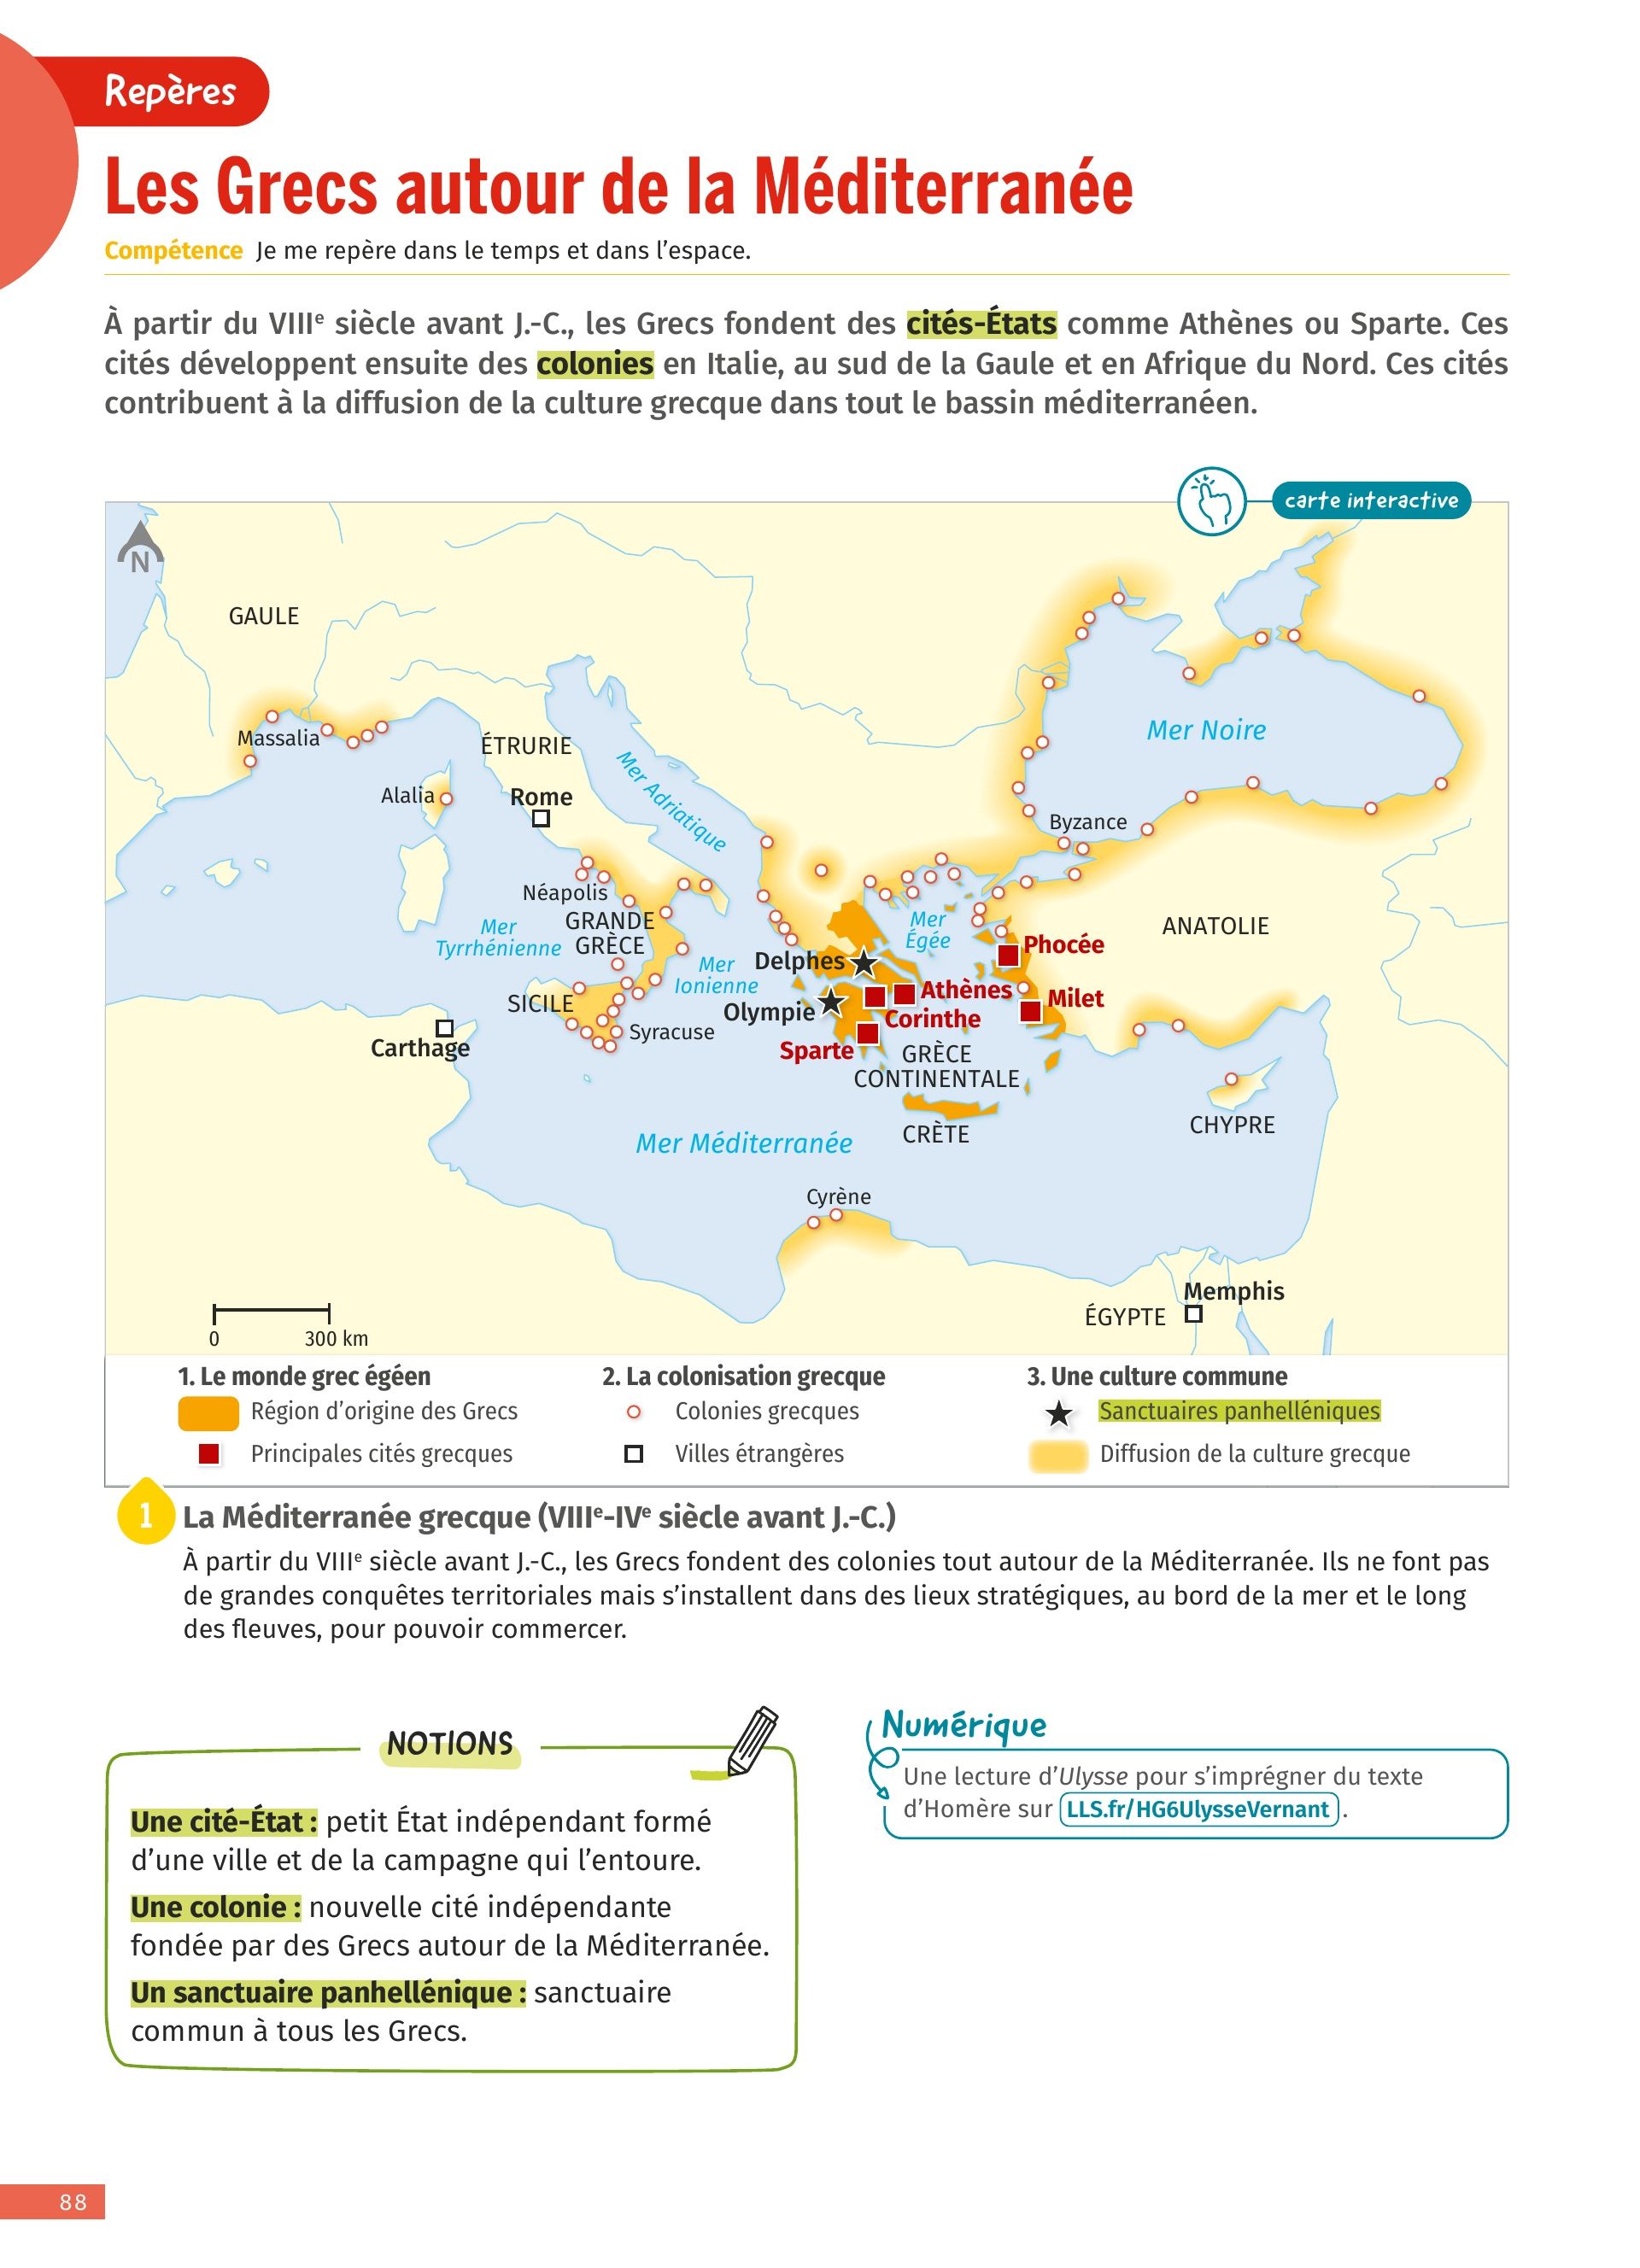 Repères
Les Grecs autour de la Méditerranée
Compétence Je me repère dans le temps et dans l’espace.
À partir du VIIIe siècle avant J.-C., les Grecs fondent des cités-États comme Athènes ou Sparte. Ces
cités développent ensuite des colonies en Italie, au sud de la Gaule et en Afrique du Nord. Ces cités
contribuent à la diffusion de la culture grecque dans tout le bassin méditerranéen.
carte interactive
N
GAULE
Mer Noire
Massalia
ÉTRURIE
Mer Adriatique
Alalia
Rome
Byzance
Néapolis
GRANDE
GRÈCE
Mer
Tyrrhénienne
Mer
Égée
ANATOLIE
Phocée
Delphes
Mer
Ionienne
SICILE
Olympie
Athènes
Milet
Corinthe
Syracuse
Carthage
Sparte
GRÈCE
CONTINENTALE
CHYPRE
CRÈTE
Mer Méditerranée
Cyrène
Memphis
ÉGYPTE
0 300 km
1. Le monde grec égéen
Région d’origine des Grecs
Principales cités grecques
2. La colonisation grecque
Colonies grecques
Villes étrangères
3. Une culture commune
Sanctuaires panhelléniques
Diffusion de la culture grecque
1 La Méditerranée grecque (VIIIe-IVe siècle avant J.-C.)
À partir du VIIIe siècle avant J.-C., les Grecs fondent des colonies tout autour de la Méditerranée. Ils ne font pas
de grandes conquêtes territoriales mais s’installent dans des lieux stratégiques, au bord de la mer et le long
des fleuves, pour pouvoir commercer.
NOTIONS
Une cité-État : petit État indépendant formé
d’une ville et de la campagne qui l’entoure.
Une colonie : nouvelle cité indépendante
fondée par des Grecs autour de la Méditerranée.
Un sanctuaire panhellénique : sanctuaire
commun à tous les Grecs.
Numérique
Une lecture d’Ulysse pour s’imprégner du texte
d’Homère sur LLS.fr/HG6UlysseVernant .
88